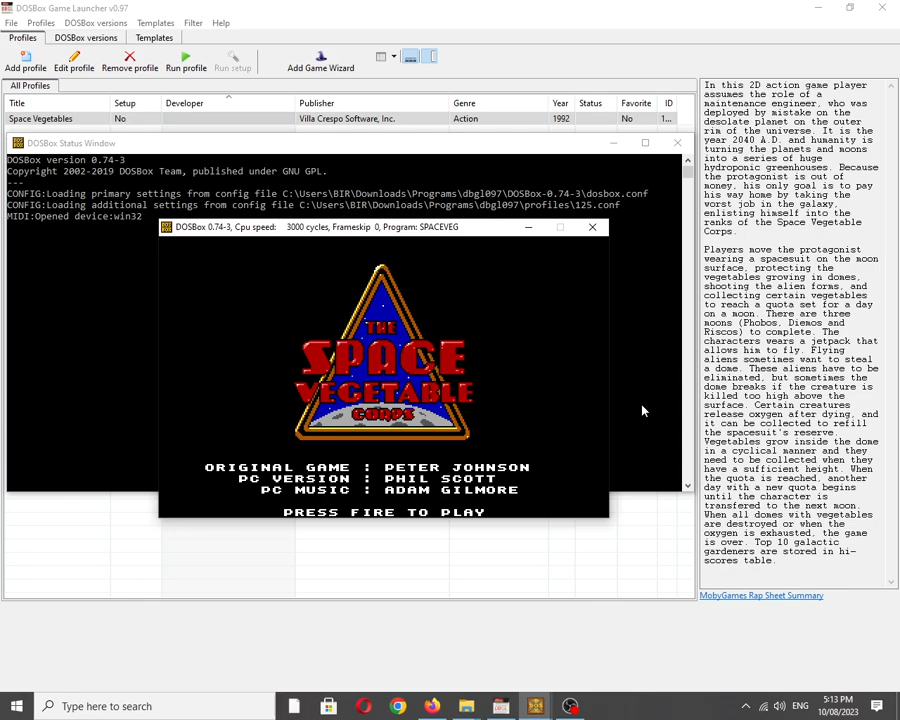 DOSBox Game Launcher v0.97
File Profiles DOSBox versions Templates Filter Help
Profiles DOSBox versions Templates
Add profile Edit profile Remove profile Run profile Run setup Add Game Wizard
All Profiles
Title Setup Developer Publisher Genre Year Status Favorite ID
Space Vegetables No Villa Crespo Software, Inc. Action 1992 No 1...
DOSBox Status Window
DOSBox version 0.74-3
Copyright 2002-2019 DOSBox Team, published under GNU GPL.
---
CONFIG:Loading primary settings from config file C:\Users\BIR\Downloads\Programs\dbgl097\DOSBox-0.74-3\dosbox.conf
CONFIG:Loading additional settings from config file C:\Users\BIR\Downloads\Programs\dbgl097\profiles\125.conf
MIDI:Opened device:win32
DOSBox 0.74-3, Cpu speed: 3000 cycles, Frameskip 0, Program: SPACEVEG
THE
SPACE
VEGETABLE
CORPS
ORIGINAL GAME : PETER JOHNSON
PC VERSION : PHIL SCOTT
PC MUSIC : ADAM GILMORE
PRESS FIRE TO PLAY
In this 2D action game player
assumes the role of a
maintenance engineer, who was
deployed by mistake on the
desolate planet on the outer
rim of the universe. It is the
year 2040 A.D. and humanity is
turning the planets and moons
into a series of huge
hydroponic greenhouses. Because
the protagonist is out of
money, his only goal is to pay
his way home by taking the
worst job in the galaxy,
enlisting himself into the
ranks of the Space Vegetable
Corps.
Players move the protagonist
wearing a spacesuit on the moon
surface, protecting the
vegetables growing in domes,
shooting the alien forms, and
collecting certain vegetables
to reach a quota set for a day
on a moon. There are three
moons (Phobos, Diemos and
Riscos) to complete. The
characters wears a jetpack that
allows him to fly. Flying
aliens sometimes want to steal
a dome. These aliens have to be
eliminated, but sometimes the
dome breaks if the creature is
killed too high above the
surface. Certain creatures
release oxygen after dying, and
it can be collected to refill
the spacesuit's reserve.
Vegetables grow inside the dome
in a cyclical manner and they
need to be collected when they
have a sufficient height. When
the quota is reached, another
day with a new quota begins
until the character is
transfered to the next moon.
When all domes with vegetables
are destroyed or when the
oxygen is exhausted, the game
is over. Top 10 galactic
gardeners are stored in hi-
scores table.
MobyGames Rap Sheet Summary
Type here to search
5:13 PM
10/08/2023